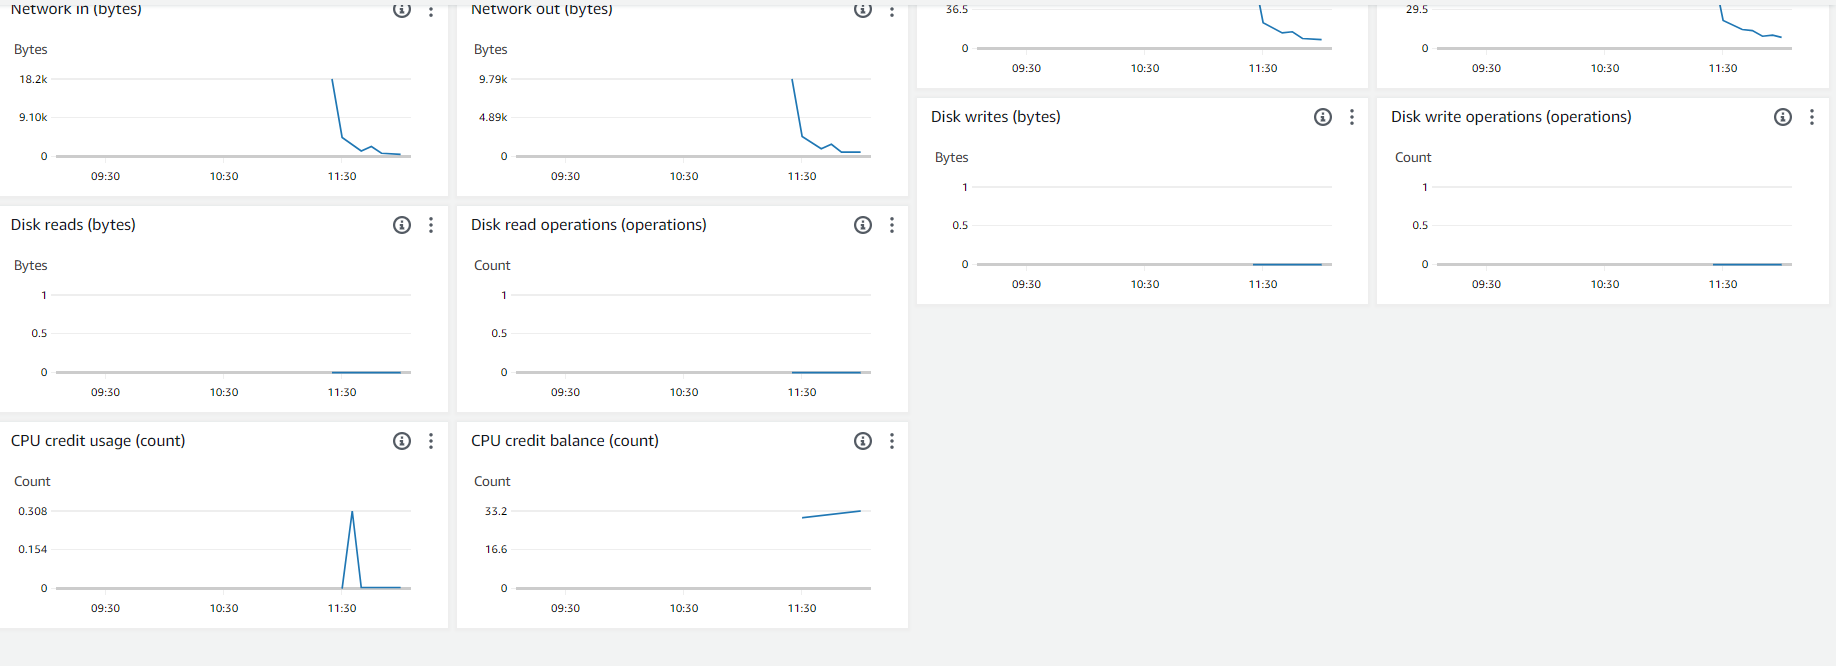 Network in (bytes)
Bytes
18.2k
9.10k
0
09:30 10:30 11:30
Network out (bytes)
Bytes
9.79k
4.89k
0
09:30 10:30 11:30
36.5
0
09:30 10:30 11:30
29.5
0
09:30 10:30 11:30
Disk reads (bytes)
Bytes
1
0.5
0
09:30 10:30 11:30
Disk read operations (operations)
Count
1
0.5
0
09:30 10:30 11:30
Disk writes (bytes)
Bytes
1
0.5
0
09:30 10:30 11:30
Disk write operations (operations)
Count
1
0.5
0
09:30 10:30 11:30
CPU credit usage (count)
Count
0.308
0.154
0
09:30 10:30 11:30
CPU credit balance (count)
Count
33.2
16.6
0
09:30 10:30 11:30